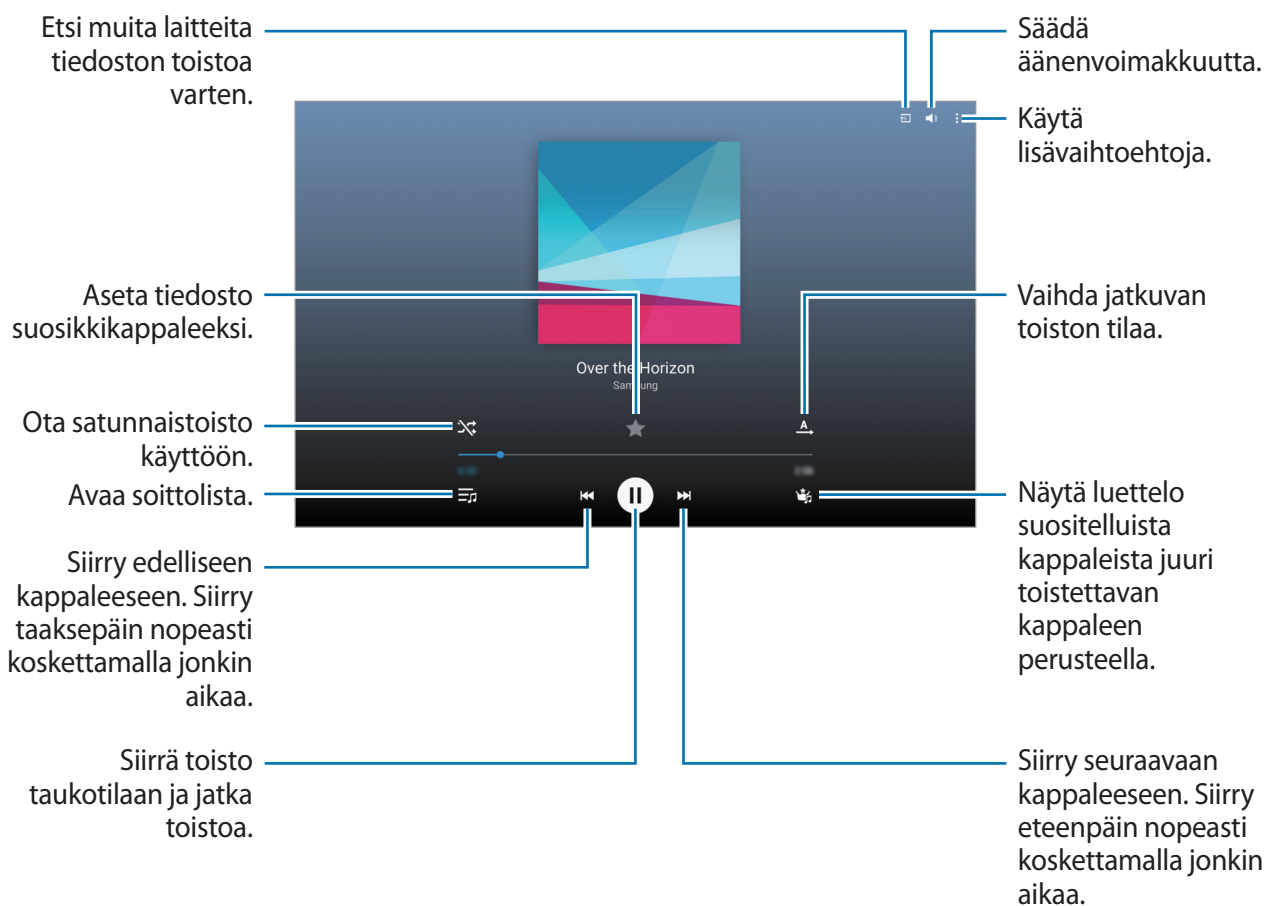 Etsi muita laitteita
tiedoston toistoa
varten.
Säädä
äänenvoimakkuutta.
Käytä
lisävaihtoehtoja.
Aseta tiedosto
suosikkikappaleeksi.
Vaihda jatkuvan
toiston tilaa.
Over the Horizon
Samsung
Ota satunnaistoisto
käyttöön.
A
Avaa soittolista.
Näytä luettelo
suositelluista
kappaleista juuri
toistettavan
kappaleen
perusteella.
Siirry edelliseen
kappaleeseen. Siirry
taaksepäin nopeasti
koskettamalla jonkin
aikaa.
Siirrä toisto
taukotilaan ja jatka
toistoa.
Siirry seuraavaan
kappaleeseen. Siirry
eteenpäin nopeasti
koskettamalla jonkin
aikaa.